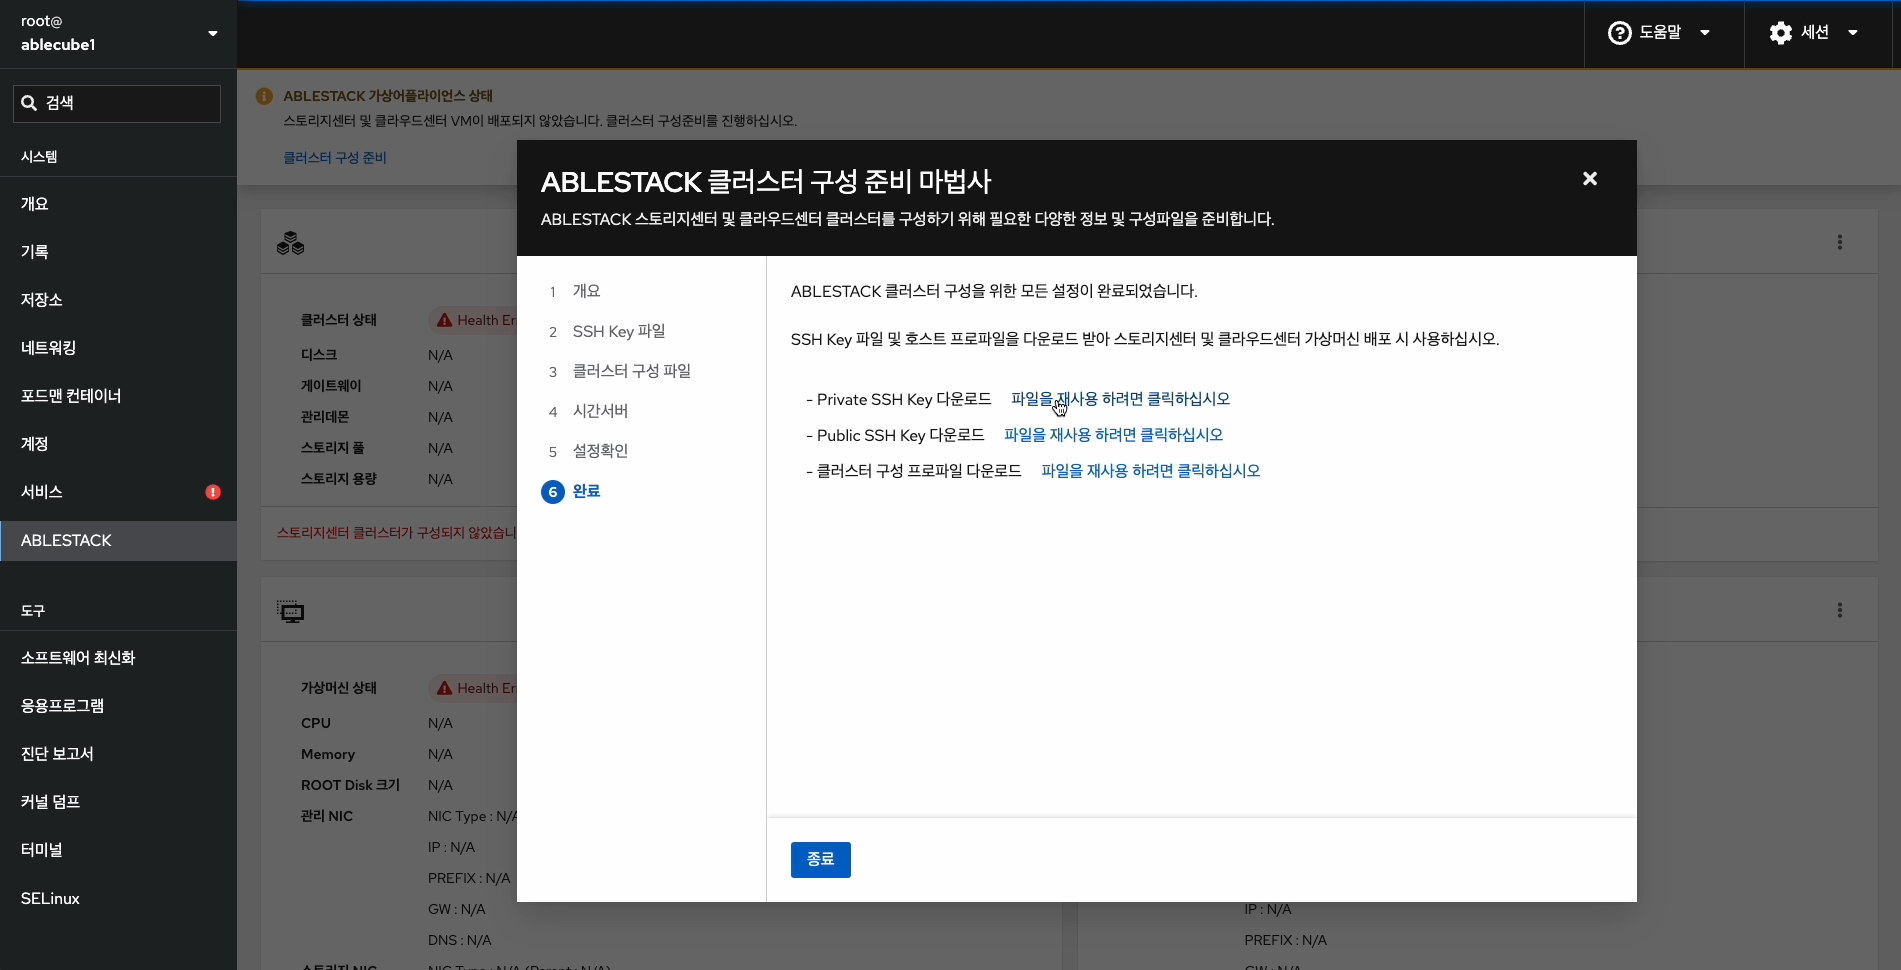 root@
ablecube1
도움말
세션
검색
시스템
개요
기록
저장소
네트워킹
포드맨 컨테이너
계정
서비스
ABLESTACK
도구
소프트웨어 최신화
응용프로그램
진단 보고서
커널 덤프
터미널
SELinux
ABLESTACK 가상어플라이언스 상태
스토리지센터 및 클라우드센터 VM이 배포되지 않았습니다. 클러스터 구성준비를 진행하십시오.
클러스터 구성 준비
ABLESTACK 클러스터 구성 준비 마법사
ABLESTACK 스토리지센터 및 클라우드센터 클러스터를 구성하기 위해 필요한 다양한 정보 및 구성파일을 준비합니다.
1 개요
2 SSH Key 파일
3 클러스터 구성 파일
4 시간서버
5 설정확인
6 완료
ABLESTACK 클러스터 구성을 위한 모든 설정이 완료되었습니다.
SSH Key 파일 및 호스트 프로파일을 다운로드 받아 스토리지센터 및 클라우드센터 가상머신 배포 시 사용하십시오.
- Private SSH Key 다운로드 파일을 재사용 하려면 클릭하십시오
- Public SSH Key 다운로드 파일을 재사용 하려면 클릭하십시오
- 클러스터 구성 프로파일 다운로드 파일을 재사용 하려면 클릭하십시오
종료
클러스터 상태 Health Er
디스크 N/A
게이트웨이 N/A
관리데몬 N/A
스토리지 풀 N/A
스토리지 용량 N/A
스토리지센터 클러스터가 구성되지 않았습니
가상머신 상태 Health Er
CPU N/A
Memory N/A
ROOT Disk 크기 N/A
관리 NIC NIC Type : N/A
IP : N/A
PREFIX : N/A
GW : N/A
DNS : N/A
스토리지 NIC NIC Type : N/A (Parent : N/A)
IP : N/A
PREFIX : N/A
GW : N/A